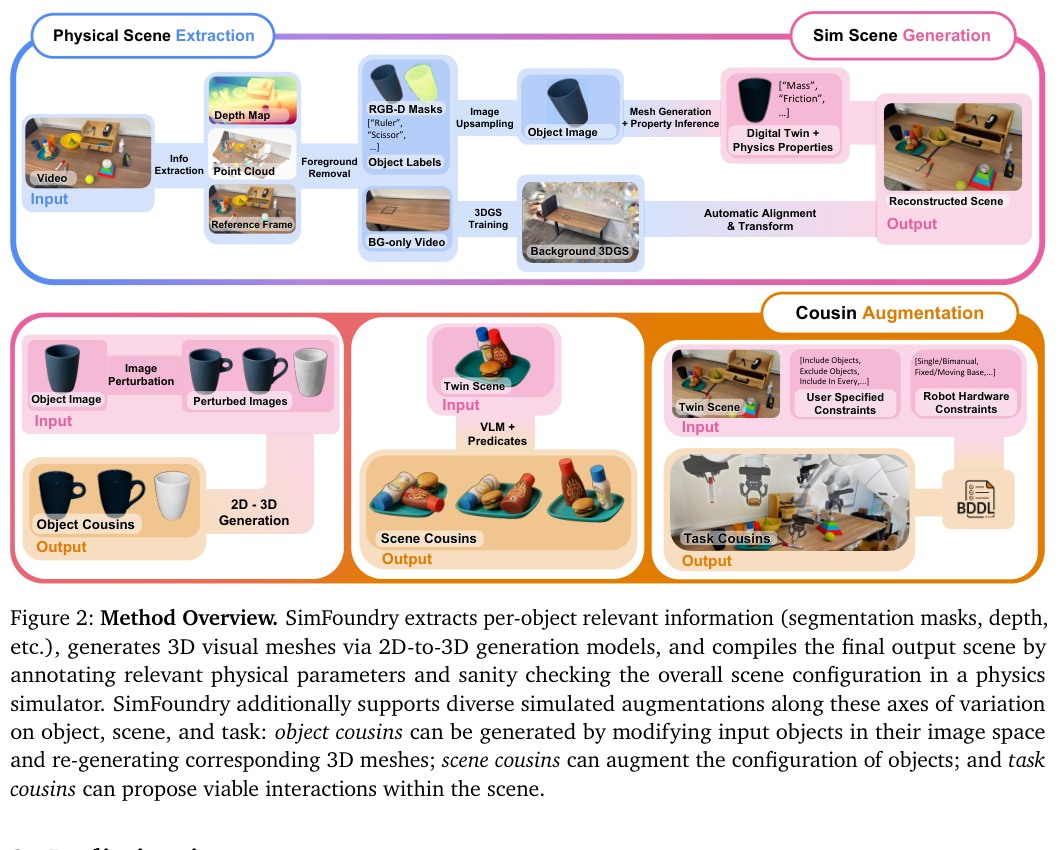 Physical Scene Extraction
Sim Scene Generation
Video
Input
Info
Extraction
Depth Map
Point Cloud
Reference Frame
Foreground
Removal
RGB-D Masks
["Ruler",
"Scissor",
...]
Object Labels
BG-only Video
Image
Upsampling
3DGS
Training
Object Image
Background 3DGS
Mesh Generation
+ Property Inference
Automatic Alignment
& Transform
["Mass",
"Friction",
...]
Digital Twin +
Physics Properties
Reconstructed Scene
Output
Cousin Augmentation
Object Image
Image
Perturbation
Perturbed Images
Input
2D - 3D
Generation
Object Cousins
Output
Twin Scene
Input
VLM +
Predicates
Scene Cousins
Output
Twin Scene
Input
[Include Objects,
Exclude Objects,
Include In Every,...]
User Specified
Constraints
[Single/Bimanual,
Fixed/Moving Base,...]
Robot Hardware
Constraints
BDDL
Task Cousins
Output
Figure 2: Method Overview. SimFoundry extracts per-object relevant information (segmentation masks, depth,
etc.), generates 3D visual meshes via 2D-to-3D generation models, and compiles the final output scene by
annotating relevant physical parameters and sanity checking the overall scene configuration in a physics
simulator. SimFoundry additionally supports diverse simulated augmentations along these axes of variation
on object, scene, and task: object cousins can be generated by modifying input objects in their image space
and re-generating corresponding 3D meshes; scene cousins can augment the configuration of objects; and task
cousins can propose viable interactions within the scene.